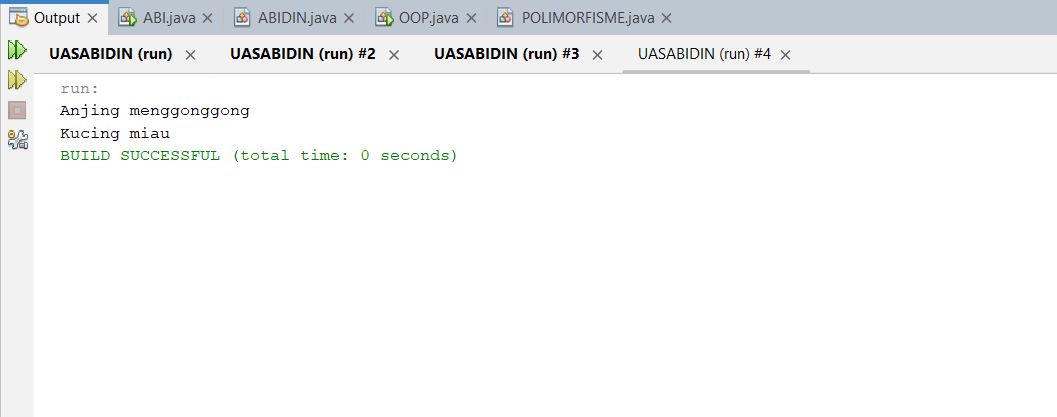 Output ABI.java ABIDIN.java OOP.java POLIMORFISME.java
UASABIDIN (run) UASABIDIN (run) #2 UASABIDIN (run) #3 UASABIDIN (run) #4
run:
Anjing menggonggong
Kucing miau
BUILD SUCCESSFUL (total time: 0 seconds)